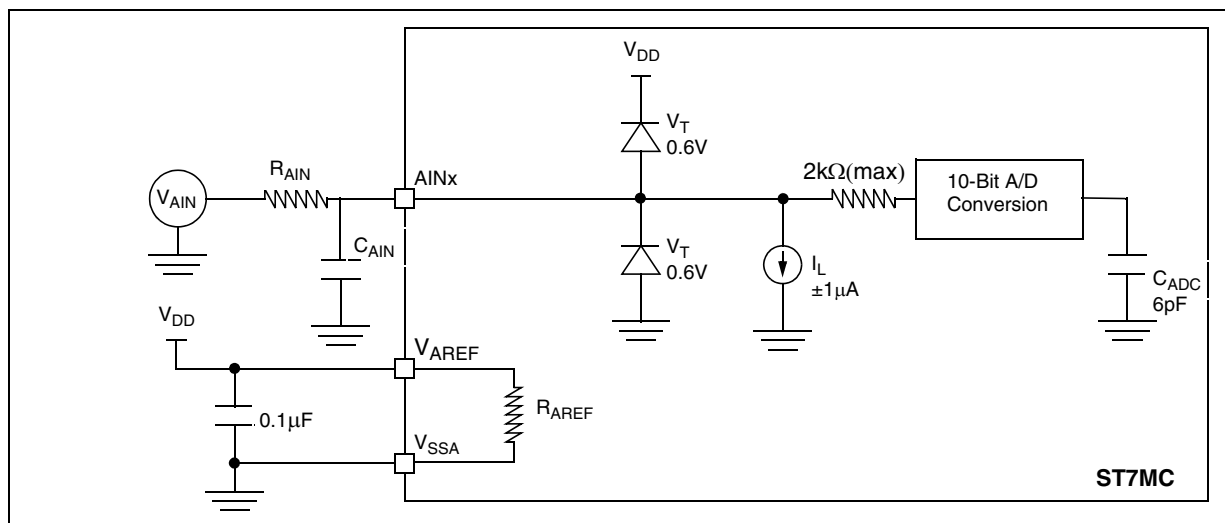 V_DD
V_T
0.6V
R_AIN
AINx
2kΩ(max)
10-Bit A/D
Conversion
V_AIN
C_AIN
V_T
0.6V
I_L
±1µA
C_ADC
6pF
V_DD
V_AREF
0.1µF
R_AREF
V_SSA
ST7MC